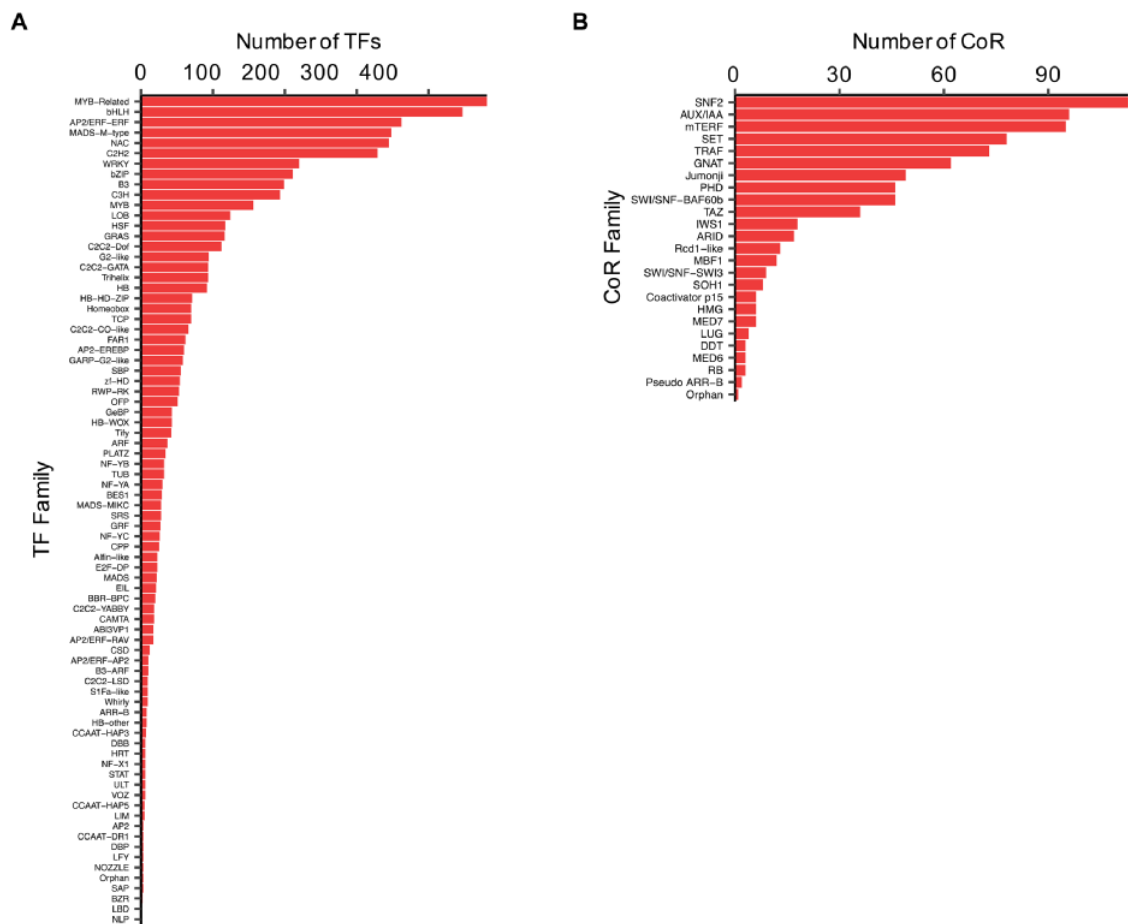 A
Number of TFs
0 100 200 300 400
TF Family
MYB-Related
bHLH
AP2/ERF-ERF
MADS-M-type
NAC
C2H2
WRKY
bZIP
B3
C3H
MYB
LOB
HSF
GRAS
C2C2-Dof
G2-like
C2C2-GATA
Trihelix
HB
HB-HD-ZIP
Homeobox
TCP
C2C2-CO-like
FAR1
AP2-EREBP
GARP-G2-like
SBP
zf-HD
RWP-RK
OFP
GeBP
HB-WOX
Tify
ARF
PLATZ
NF-YB
TUB
NF-YA
BES1
MADS-MIKC
SRS
GRF
NF-YC
CPP
Alfin-like
E2F-DP
MADS
EIL
BBR-BPC
C2C2-YABBY
CAMTA
ABI3VP1
AP2/ERF-RAV
CSD
AP2/ERF-AP2
B3-ARF
C2C2-LSD
S1Fa-like
Whirly
ARR-B
HB-other
CCAAT-HAP3
DBB
HRT
NF-X1
STAT
ULT
VOZ
CCAAT-HAP5
LIM
AP2
CCAAT-DR1
DBP
LFY
NOZZLE
Orphan
SAP
BZR
LBD
NLP
B
Number of CoR
0 30 60 90
CoR Family
SNF2
AUX/IAA
mTERF
SET
TRAF
GNAT
Jumonji
PHD
SWI/SNF-BAF60b
TAZ
IWS1
ARID
Rcd1-like
MBF1
SWI/SNF-SWI3
SOH1
Coactivator p15
HMG
MED7
LUG
DDT
MED6
RB
Pseudo ARR-B
Orphan